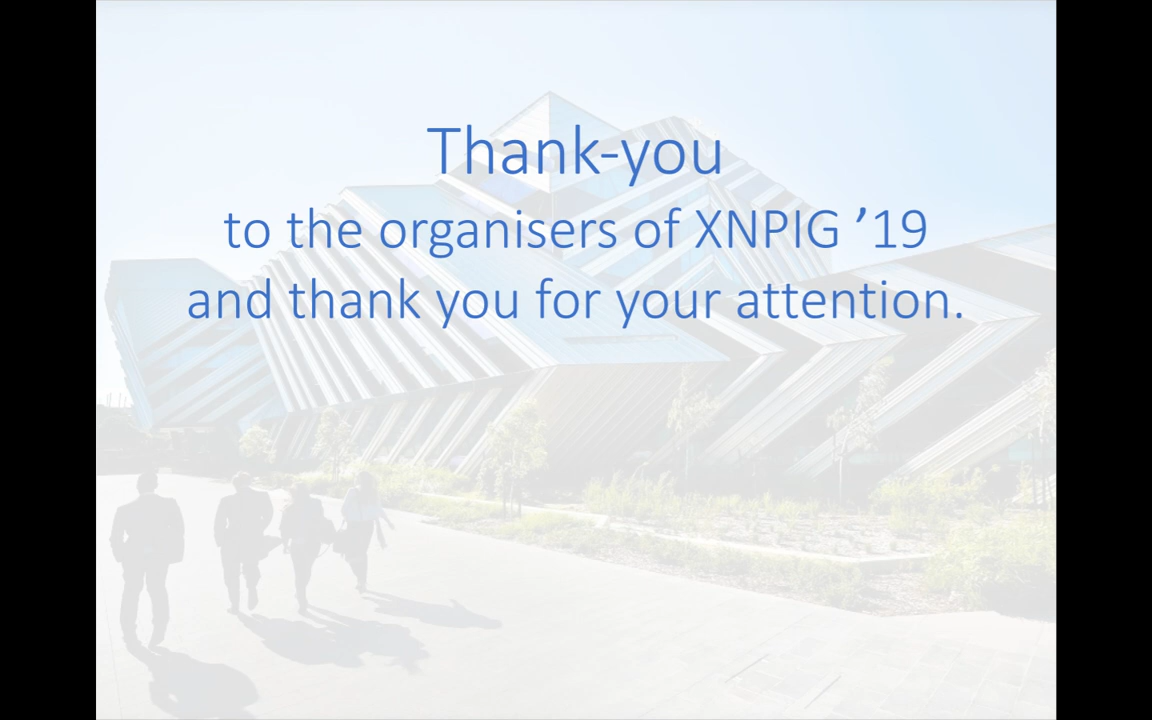 Thank-you
to the organisers of XNPIG ’19
and thank you for your attention.